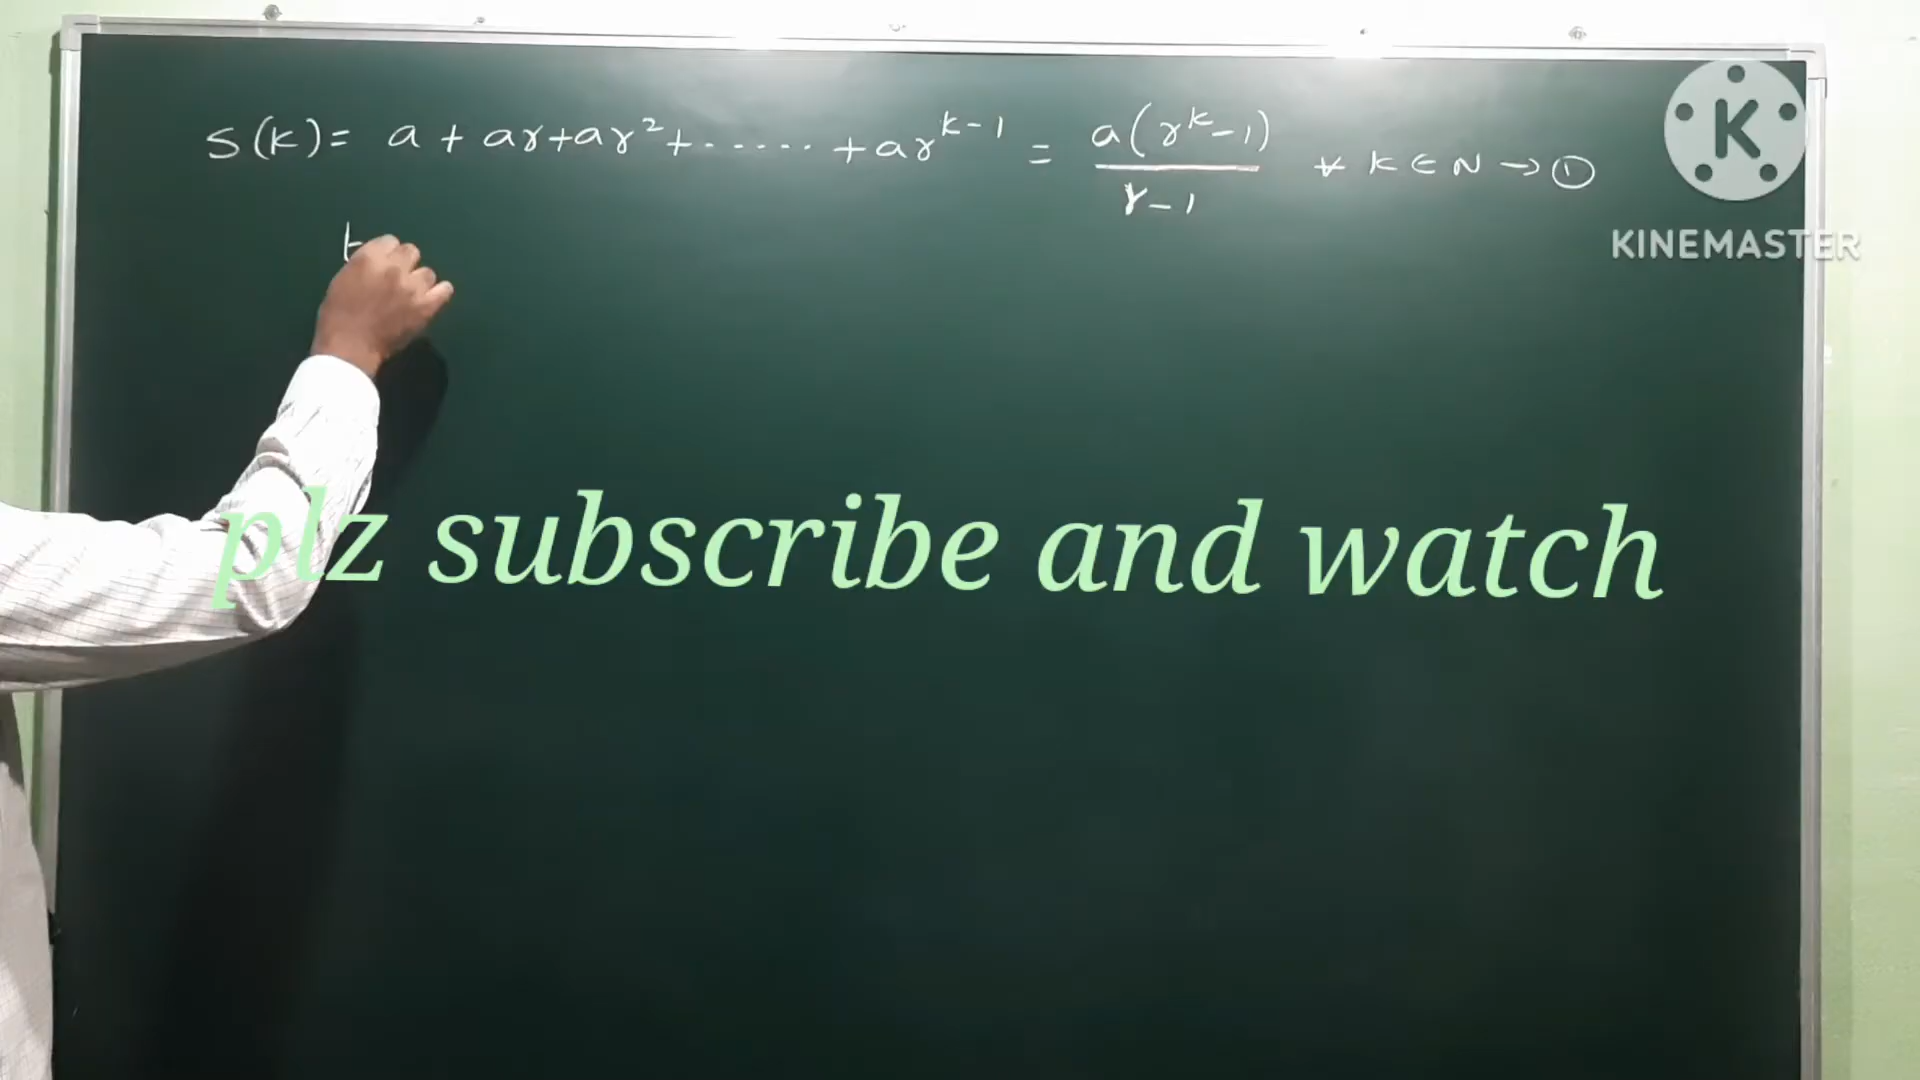 S(k) = a + ar + ar² + ...... + ar^(k-1) = a(r^k - 1) / (r - 1) ∀ k ∈ N → ①
t
K
KINEMASTER
plz subscribe and watch